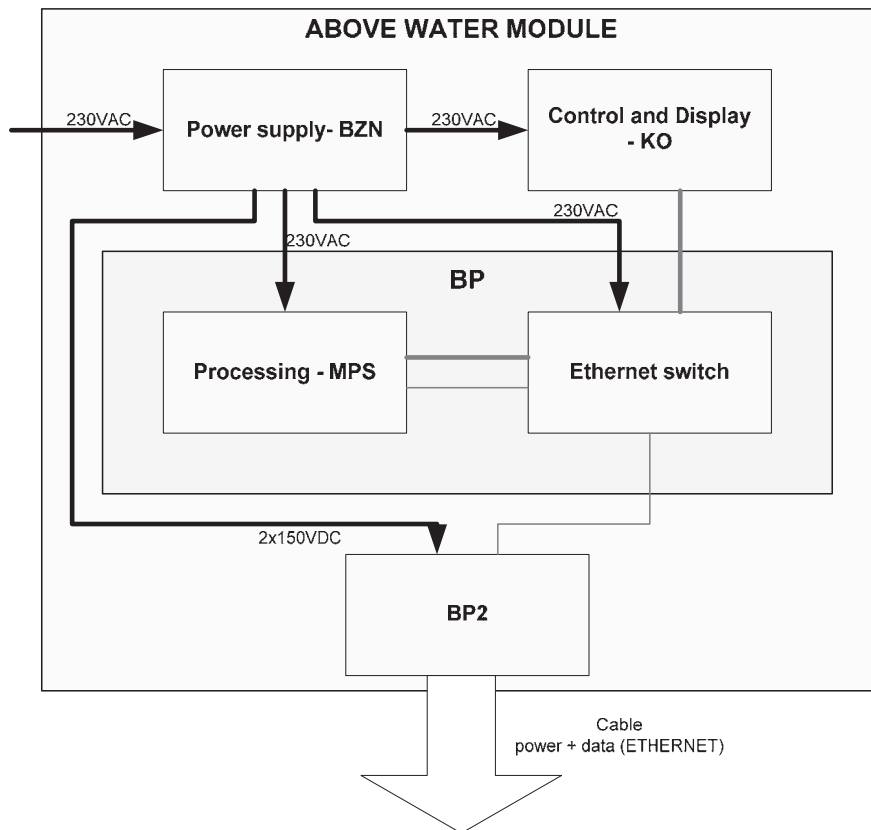 ABOVE WATER MODULE
230VAC
Power supply- BZN
230VAC
Control and Display
- KO
230VAC
230VAC
BP
Processing - MPS
Ethernet switch
2x150VDC
BP2
Cable
power + data (ETHERNET)